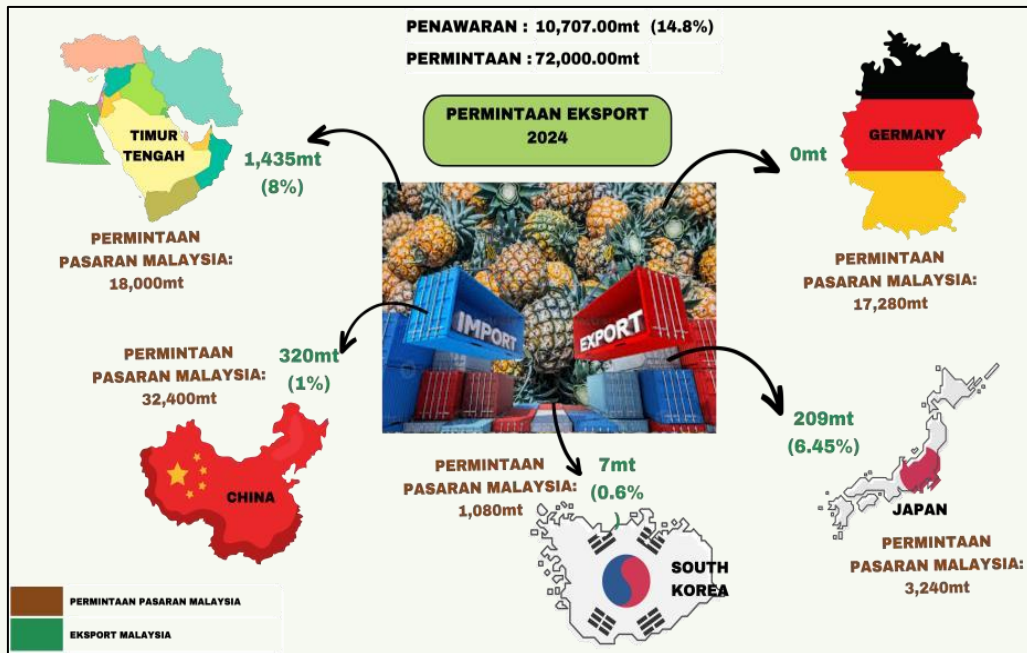 PENAWARAN : 10,707.00mt (14.8%)
PERMINTAAN : 72,000.00mt
PERMINTAAN EKSPORT
2024
TIMUR
TENGAH
1,435mt
(8%)
PERMINTAAN
PASARAN MALAYSIA:
18,000mt
GERMANY
0mt
PERMINTAAN
PASARAN MALAYSIA:
17,280mt
IMPORT
EXPORT
PERMINTAAN
PASARAN MALAYSIA:
32,400mt
320mt
(1%)
CHINA
PERMINTAAN
PASARAN MALAYSIA:
1,080mt
7mt
(0.6%
)
SOUTH
KOREA
209mt
(6.45%)
JAPAN
PERMINTAAN
PASARAN MALAYSIA:
3,240mt
PERMINTAAN PASARAN MALAYSIA
EKSPORT MALAYSIA